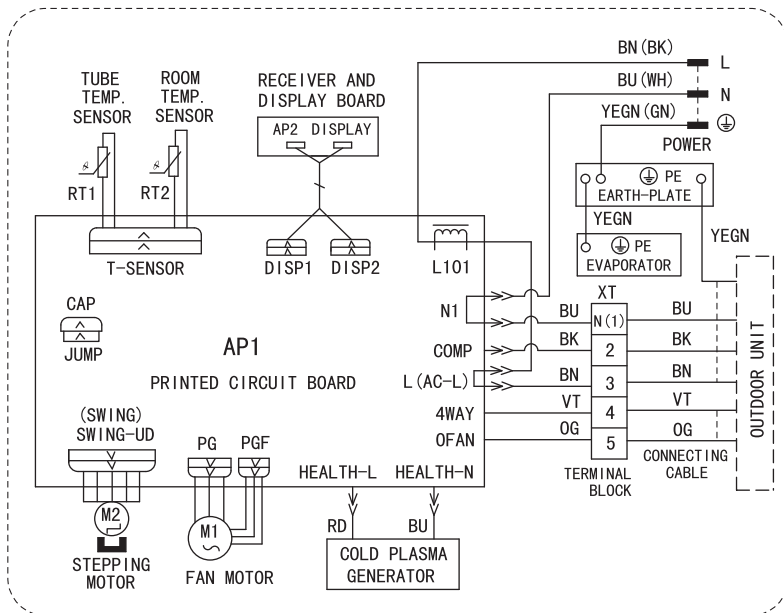 BN(BK)
L
BU(WH)
N
YEGN(GN)
POWER
TUBE
TEMP.
SENSOR
ROOM
TEMP.
SENSOR
RECEIVER AND
DISPLAY BOARD
AP2 DISPLAY
RT1
RT2
PE
EARTH-PLATE
YEGN
YEGN
PE
EVAPORATOR
T-SENSOR
DISP1
DISP2
L101
CAP
JUMP
AP1
PRINTED CIRCUIT BOARD
N1
COMP
L(AC-L)
4WAY
OFAN
XT
BU
N(1)
BU
BK
2
BK
BN
3
BN
VT
4
VT
OG
5
OG
TERMINAL
BLOCK
CONNECTING
CABLE
OUTDOOR UNIT
(SWING)
SWING-UD
PG
PGF
HEALTH-L
HEALTH-N
M2
STEPPING
MOTOR
M1
FAN MOTOR
RD
BU
COLD PLASMA
GENERATOR